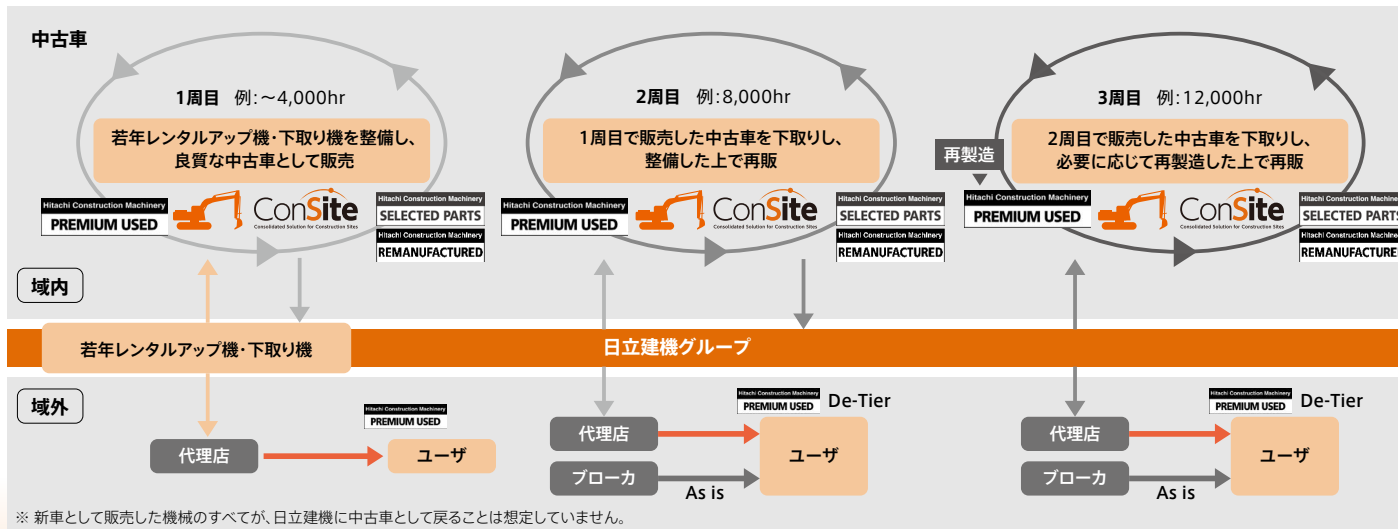 中古車
1周目 例:～4,000hr
若年レンタルアップ機・下取り機を整備し、
良質な中古車として販売
Hitachi Construction Machinery
PREMIUM USED
ConSite
Consolidated Solution for Construction Sites
Hitachi Construction Machinery
SELECTED PARTS
Hitachi Construction Machinery
REMANUFACTURED
2周目 例:8,000hr
1周目で販売した中古車を下取りし、
整備した上で再販
Hitachi Construction Machinery
PREMIUM USED
ConSite
Consolidated Solution for Construction Sites
Hitachi Construction Machinery
SELECTED PARTS
Hitachi Construction Machinery
REMANUFACTURED
3周目 例:12,000hr
2周目で販売した中古車を下取りし、
必要に応じて再製造した上で再販
再製造
Hitachi Construction Machinery
PREMIUM USED
ConSite
Consolidated Solution for Construction Sites
Hitachi Construction Machinery
SELECTED PARTS
Hitachi Construction Machinery
REMANUFACTURED
域内
若年レンタルアップ機・下取り機
日立建機グループ
域外
代理店
Hitachi Construction Machinery
PREMIUM USED
ユーザ
Hitachi Construction Machinery
PREMIUM USED
De-Tier
代理店
ブローカ
As is
ユーザ
Hitachi Construction Machinery
PREMIUM USED
De-Tier
代理店
ブローカ
As is
ユーザ
※ 新車として販売した機械のすべてが、日立建機に中古車として戻ることは想定していません。